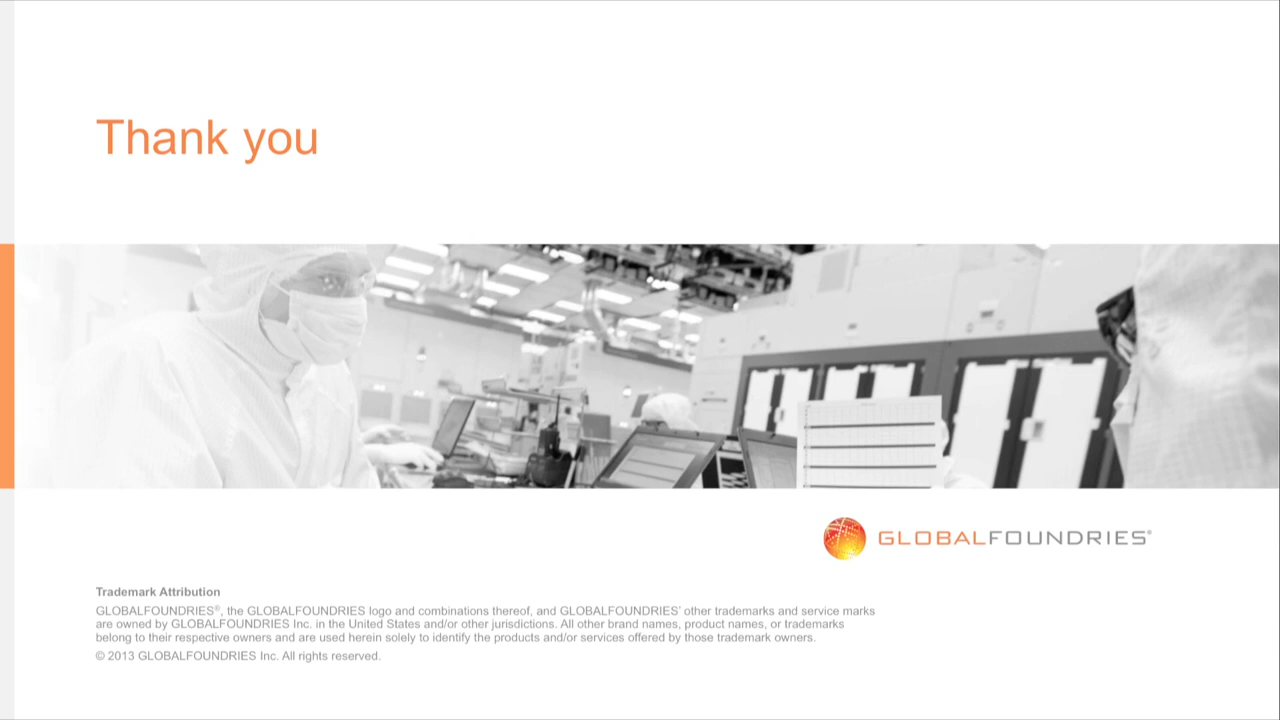 Thank you
GLOBALFOUNDRIES®
Trademark Attribution
GLOBALFOUNDRIES®, the GLOBALFOUNDRIES logo and combinations thereof, and GLOBALFOUNDRIES’ other trademarks and service marks
are owned by GLOBALFOUNDRIES Inc. in the United States and/or other jurisdictions. All other brand names, product names, or trademarks
belong to their respective owners and are used herein solely to identify the products and/or services offered by those trademark owners.
© 2013 GLOBALFOUNDRIES Inc. All rights reserved.